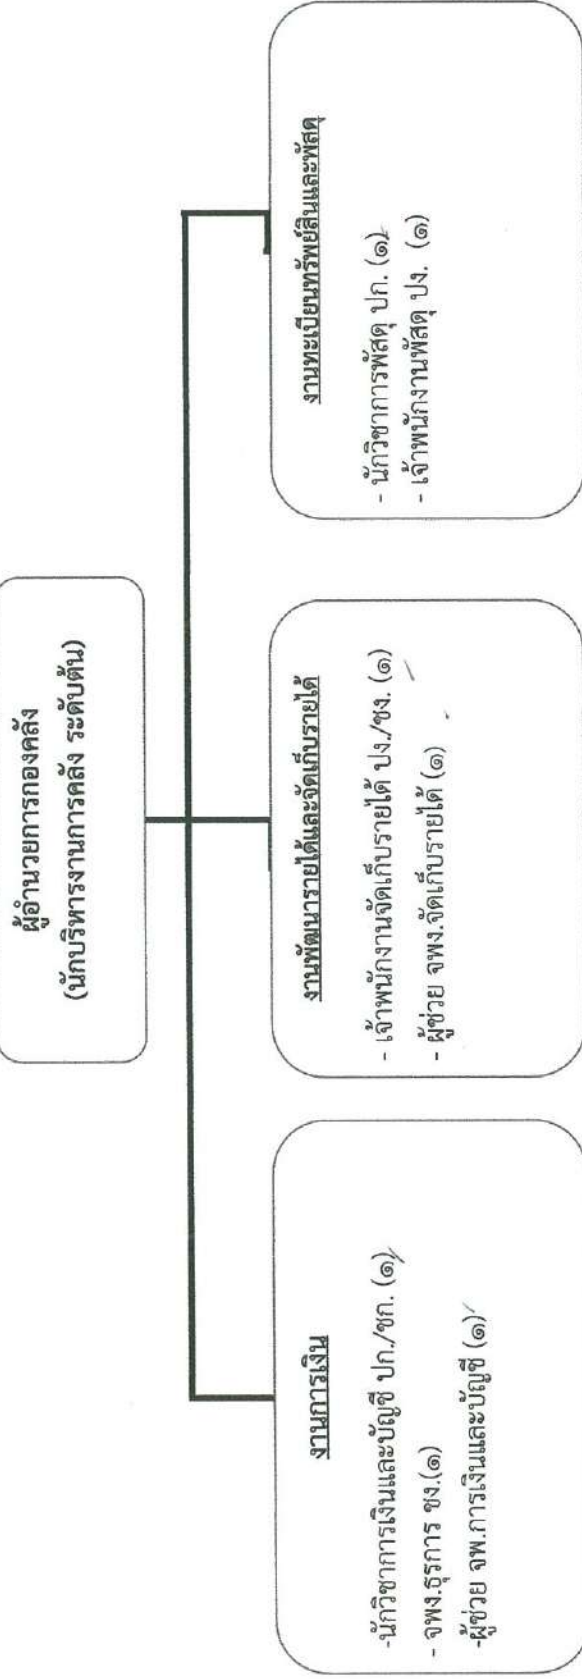 ผู้อำนวยการกองคลัง
(นักบริหารงานการคลัง ระดับต้น)
งานการเงิน
-นักวิชาการเงินและบัญชี ปก./ชก. (๑)
- จพง.ธุรการ ชง.(๑)
-ผู้ช่วย จพ.การเงินและบัญชี (๑)
งานพัฒนารายได้และจัดเก็บรายได้
- เจ้าพนักงานจัดเก็บรายได้ ปง./ชง. (๑)
- ผู้ช่วย จพง.จัดเก็บรายได้ (๑)
งานทะเบียนทรัพย์สินและพัสดุ
- นักวิชาการพัสดุ ปก. (๑)
- เจ้าพนักงานพัสดุ ปง. (๑)